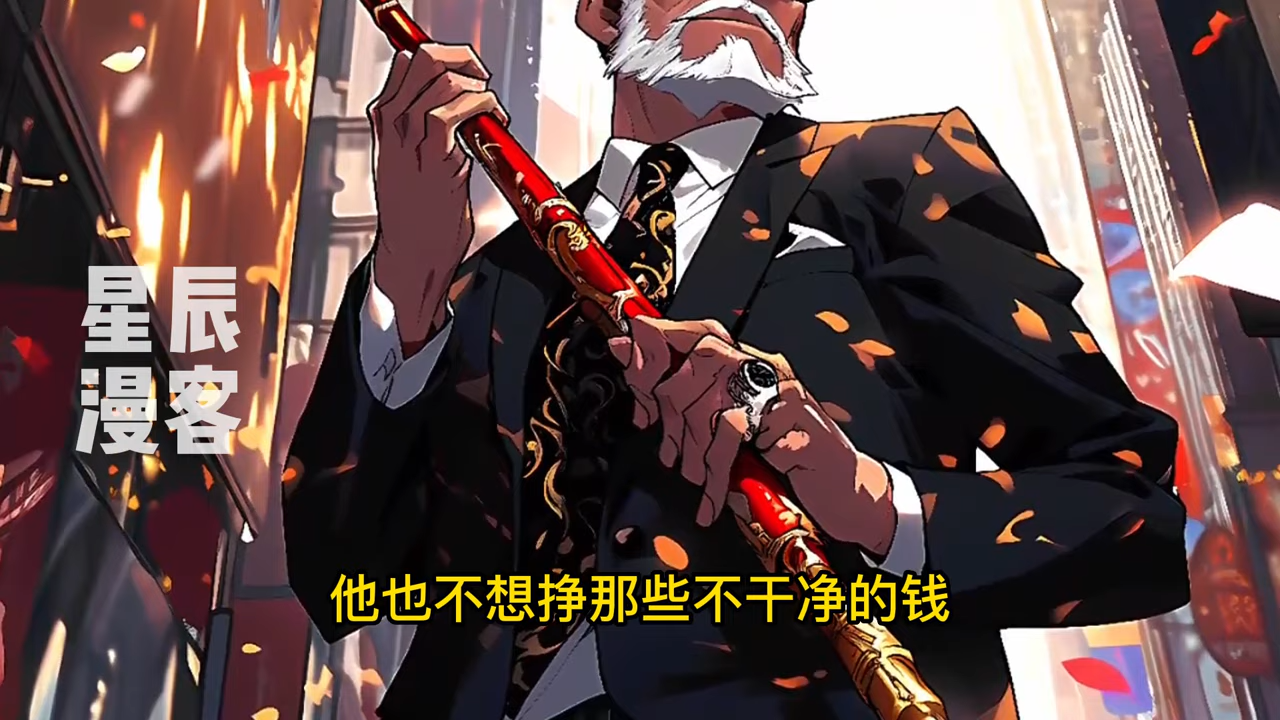 星辰
漫客
他也不想挣那些不干净的钱